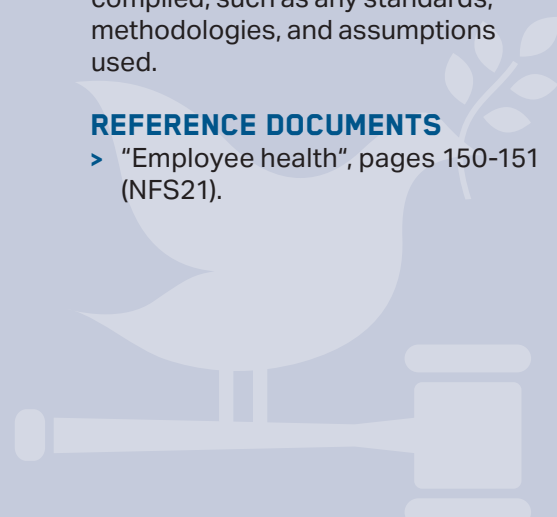 compiled, such as any standards,
methodologies, and assumptions
used.
REFERENCE DOCUMENTS
> "Employee health", pages 150-151
(NFS21).